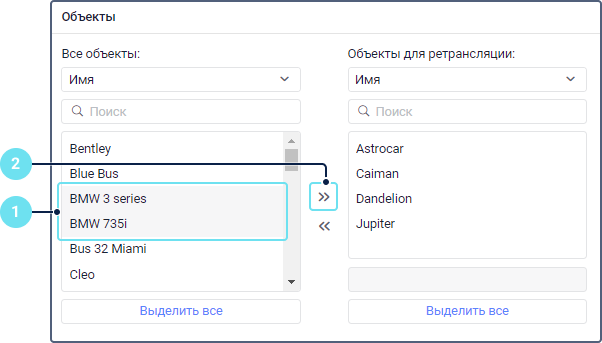 Объекты
Все объекты:
Имя
Поиск
Bentley
Blue Bus
BMW 3 series
BMW 735i
Bus 32 Miami
Cleo
Выделить все
2
1
Объекты для ретрансляции:
Имя
Поиск
Astrocar
Caiman
Dandelion
Jupiter
Выделить все